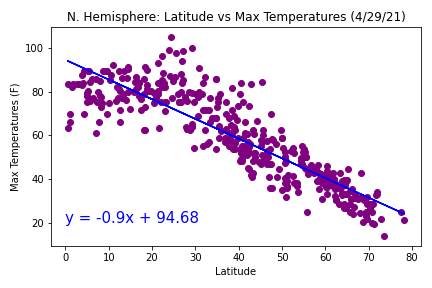 N. Hemisphere: Latitude vs Max Temperatures (4/29/21)
Max Temperatures (F)
100
80
60
40
20
y = -0.9x + 94.68
0 10 20 30 40 50 60 70 80
Latitude